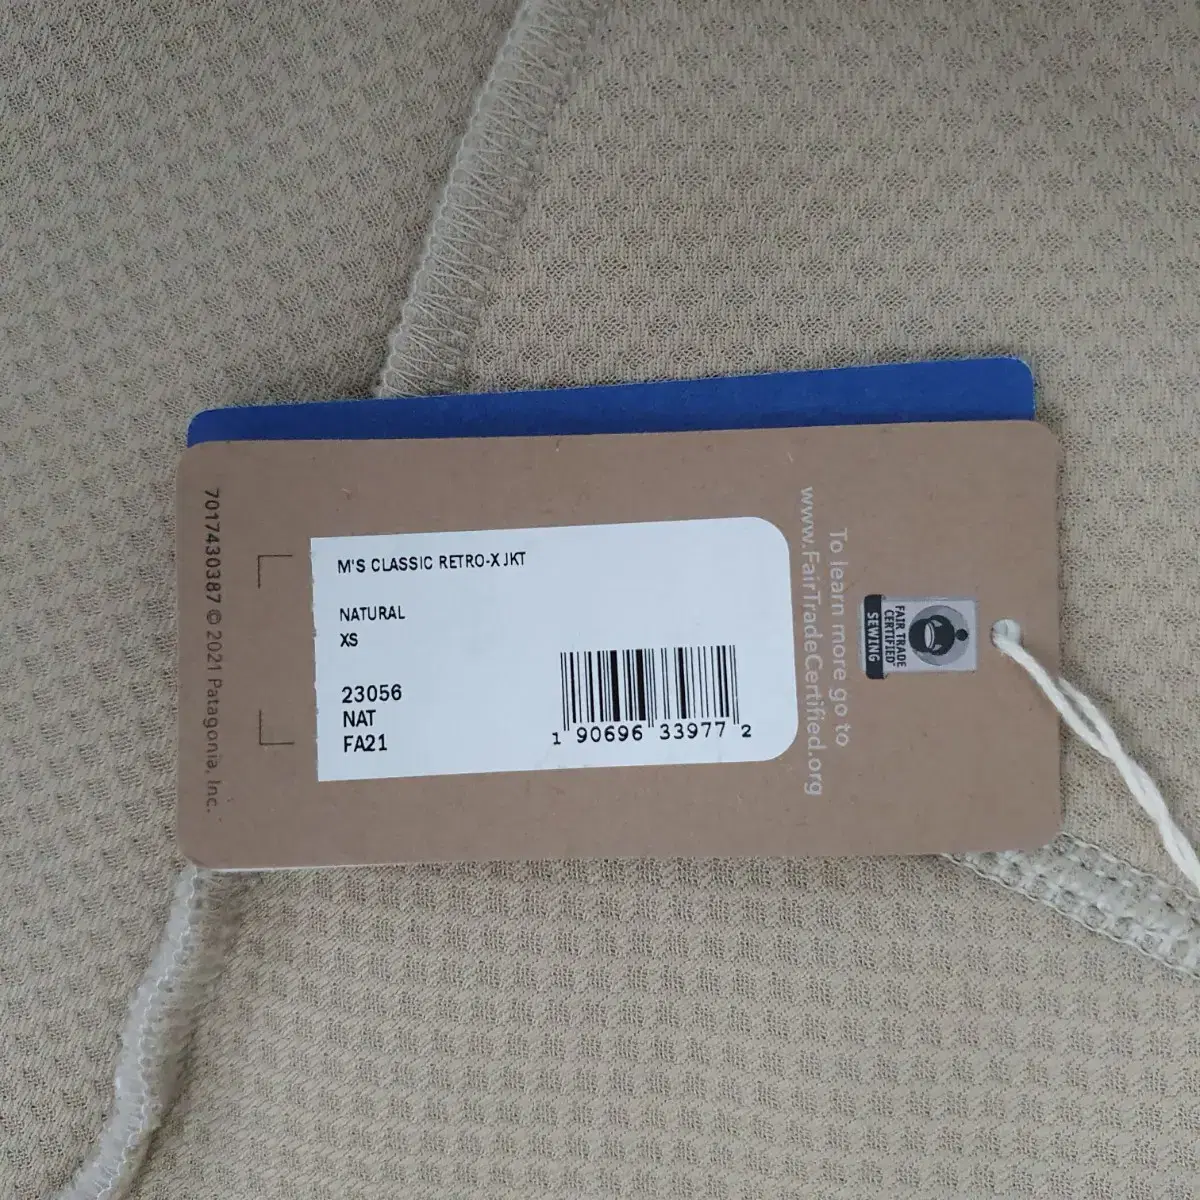 M'S CLASSIC RETRO-X JKT
NATURAL
XS
23056
NAT
FA21
1 90696 33977 2
To learn more go to
www.FairTradeCertified.org
FAIR TRADE
CERTIFIED™
SEWING
7017430387 © 2021 Patagonia, Inc.